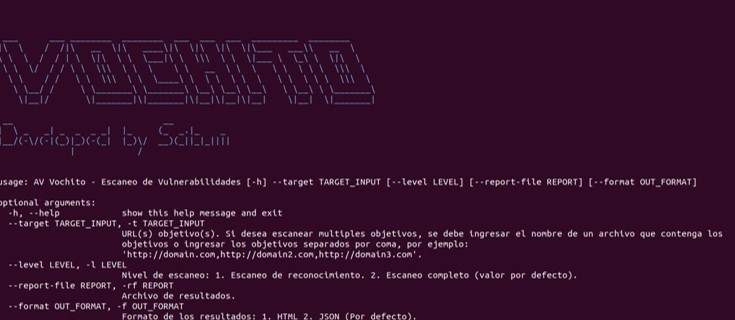 VOCHITO
Developed by
usage: AV Vochito - Escaneo de Vulnerabilidades [-h] --target TARGET_INPUT [--level LEVEL] [--report-file REPORT] [--format OUT_FORMAT]
optional arguments:
-h, --help show this help message and exit
--target TARGET_INPUT, -t TARGET_INPUT
URL(s) objetivo(s). Si desea escanear multiples objetivos, se debe ingresar el nombre de un archivo que contenga los
objetivos o ingresar los objetivos separados por coma, por ejemplo:
'http://domain.com,http://domain2.com,http://domain3.com'.
--level LEVEL, -l LEVEL
Nivel de escaneo: 1. Escaneo de reconocimiento. 2. Escaneo completo (valor por defecto).
--report-file REPORT, -rf REPORT
Archivo de resultados.
--format OUT_FORMAT, -f OUT_FORMAT
Formato de los resultados: 1. HTML 2. JSON (Por defecto).